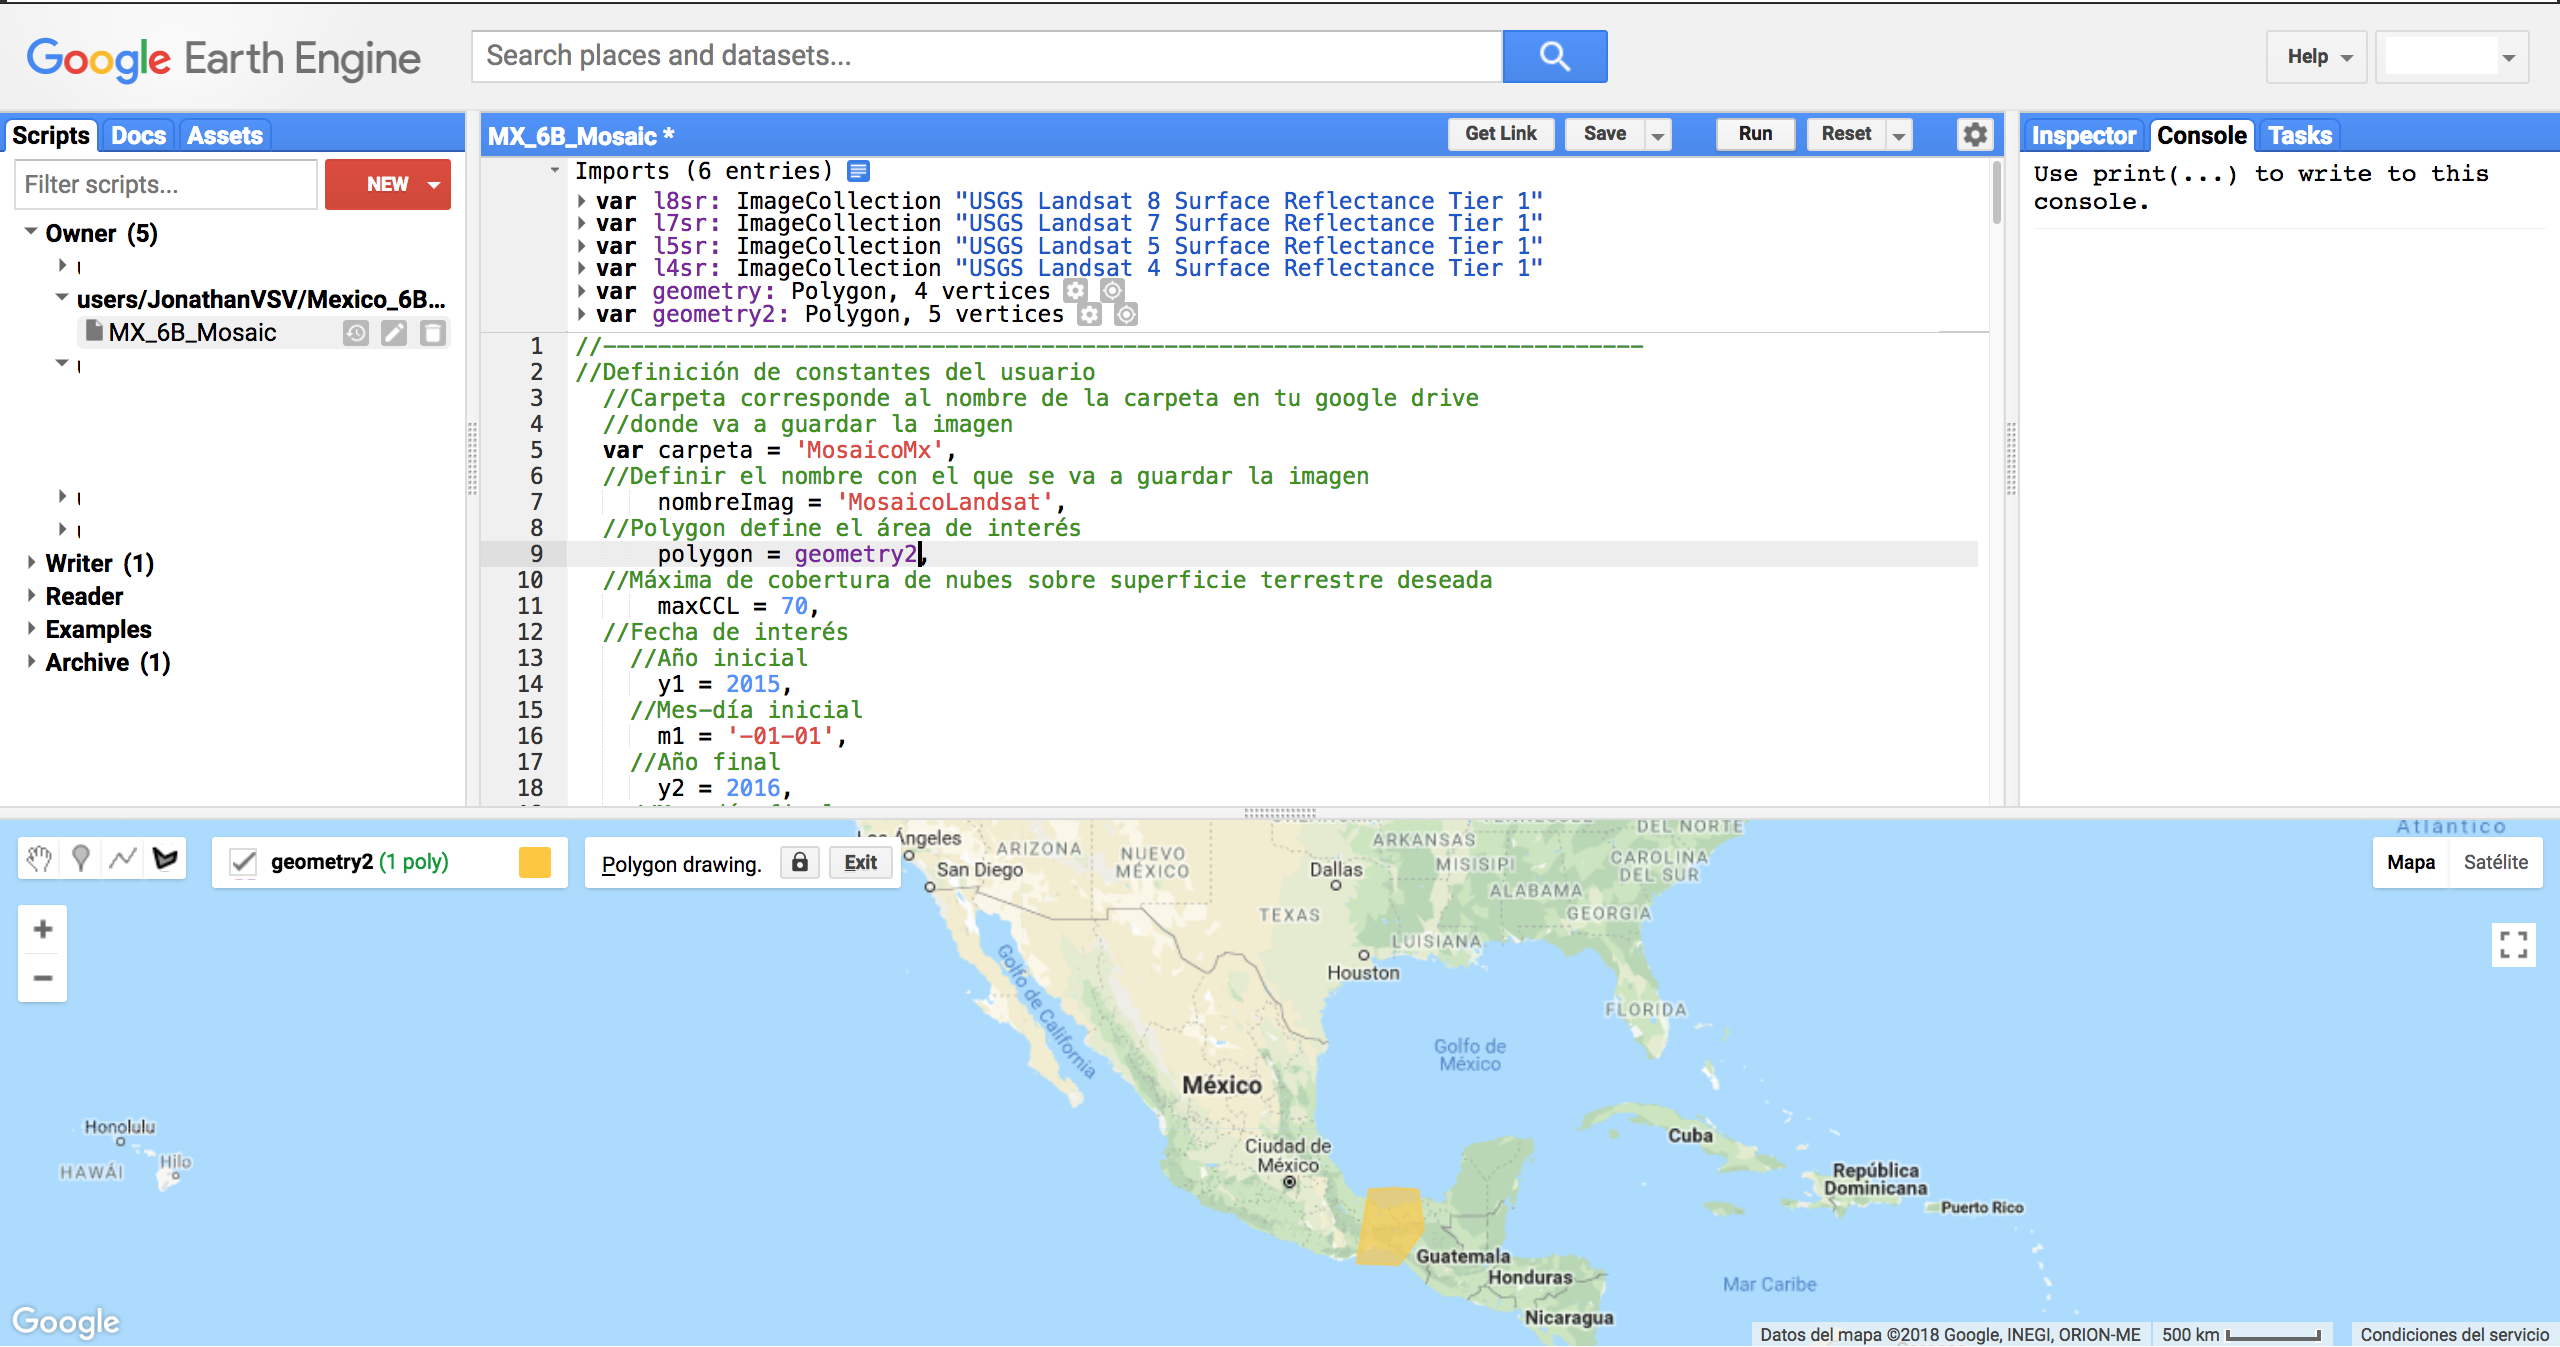 Google Earth Engine
Search places and datasets...
Help
Scripts
Docs
Assets
Filter scripts...
NEW
Owner (5)
users/JonathanVSV/Mexico_6B...
MX_6B_Mosaic
Writer (1)
Reader
Examples
Archive (1)
MX_6B_Mosaic *
Get Link
Save
Run
Reset
Imports (6 entries)
var l8sr: ImageCollection "USGS Landsat 8 Surface Reflectance Tier 1"
var l7sr: ImageCollection "USGS Landsat 7 Surface Reflectance Tier 1"
var l5sr: ImageCollection "USGS Landsat 5 Surface Reflectance Tier 1"
var l4sr: ImageCollection "USGS Landsat 4 Surface Reflectance Tier 1"
var geometry: Polygon, 4 vertices
var geometry2: Polygon, 5 vertices
1 //----------------------------------------------------------------------------
2 //Definición de constantes del usuario
3 //Carpeta corresponde al nombre de la carpeta en tu google drive
4 //donde va a guardar la imagen
5 var carpeta = 'MosaicoMx',
6 //Definir el nombre con el que se va a guardar la imagen
7 nombreImag = 'MosaicoLandsat',
8 //Polygon define el área de interés
9 polygon = geometry2,
10 //Máxima de cobertura de nubes sobre superficie terrestre deseada
11 maxCCL = 70,
12 //Fecha de interés
13 //Año inicial
14 y1 = 2015,
15 //Mes-día inicial
16 m1 = '-01-01',
17 //Año final
18 y2 = 2016,
Inspector
Console
Tasks
Use print(...) to write to this
console.
geometry2 (1 poly)
Polygon drawing.
Exit
Mapa
Satélite
Ángeles
San Diego
ARIZONA
NUEVO
MÉXICO
Dallas
TEXAS
Houston
ARKANSAS
MISISIPI
ALABAMA
LUISIANA
GEORGIA
DEL NORTE
CAROLINA
DEL SUR
FLORIDA
Atlántico
Golfo de California
Golfo de
México
México
Ciudad de
México
Honolulu
HAWÁI
Hilo
Cuba
República
Dominicana
Puerto Rico
Guatemala
Honduras
Nicaragua
Mar Caribe
Google
Datos del mapa ©2018 Google, INEGI, ORION-ME
500 km
Condiciones del servicio